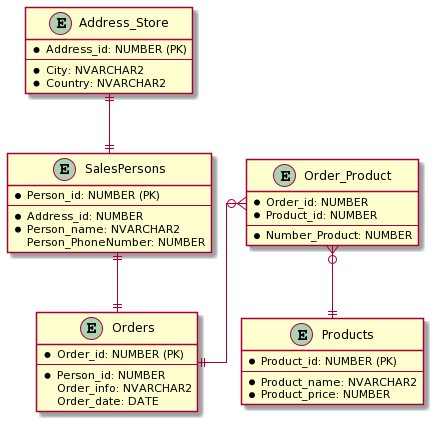 E Address_Store
Address_id: NUMBER (PK)
City: NVARCHAR2
Country: NVARCHAR2
E SalesPersons
Person_id: NUMBER (PK)
Address_id: NUMBER
Person_name: NVARCHAR2
Person_PhoneNumber: NUMBER
E Order_Product
Order_id: NUMBER
Product_id: NUMBER
Number_Product: NUMBER
E Orders
Order_id: NUMBER (PK)
Person_id: NUMBER
Order_info: NVARCHAR2
Order_date: DATE
E Products
Product_id: NUMBER (PK)
Product_name: NVARCHAR2
Product_price: NUMBER